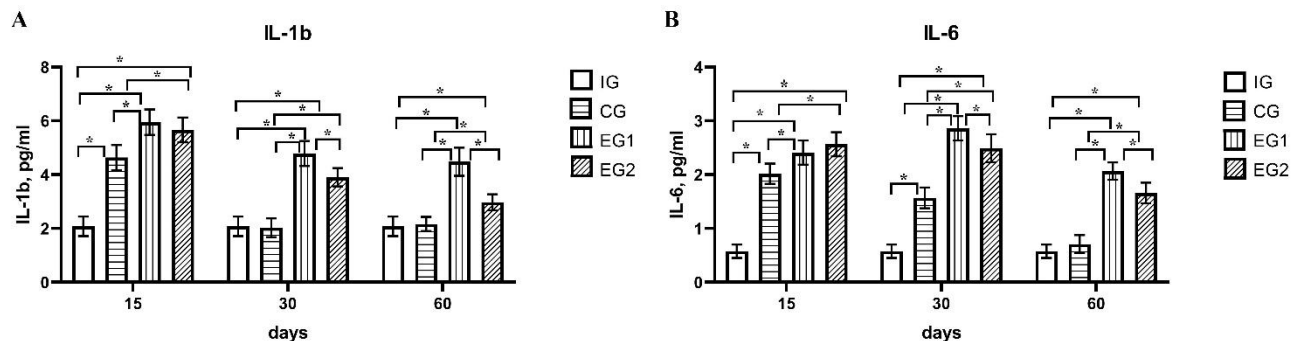 A
IL-1b
IL-1b, pg/ml
8
6
4
2
0
* * * * * *
* * * * *
* * * * *
15 30 60
days
IG
CG
EG1
EG2
B
IL-6
IL-6, pg/ml
4
3
2
1
0
* * * * *
* * * * * *
* * * * *
15 30 60
days
IG
CG
EG1
EG2